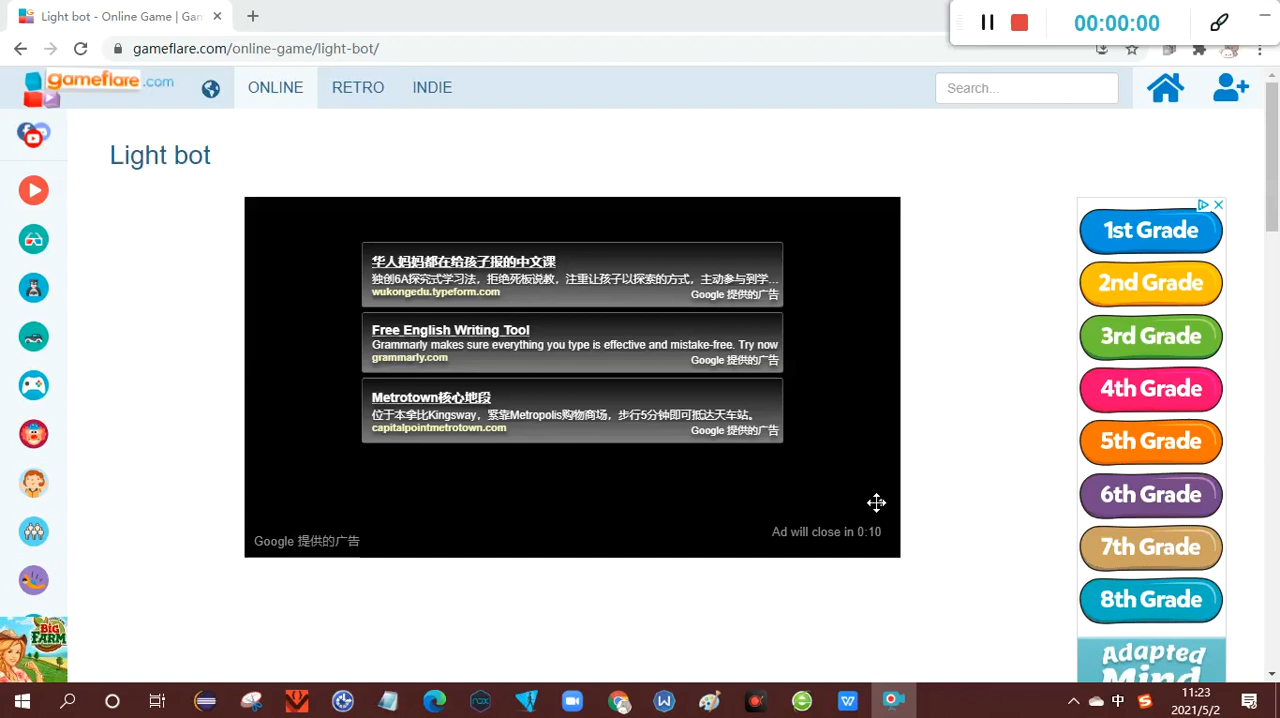 Light bot - Online Game | Gam
00:00:00
gameflare.com/online-game/light-bot/
gameflare.com
ONLINE
RETRO
INDIE
Search...
Light bot
华人妈妈都在给孩子报的中文课
独创6A探究式学习法，拒绝死板说教，注重让孩子以探索的方式，主动参与到学...
wukongedu.typeform.com
Google 提供的广告
Free English Writing Tool
Grammarly makes sure everything you type is effective and mistake-free. Try now
grammarly.com
Google 提供的广告
Metrotown核心地段
位于本拿比Kingsway，紧靠Metropolis购物商场，步行5分钟即可抵达天车站。
capitalpointmetrotown.com
Google 提供的广告
Ad will close in 0:10
Google 提供的广告
1st Grade
2nd Grade
3rd Grade
4th Grade
5th Grade
6th Grade
7th Grade
8th Grade
Adapted
Mind
BIG
FARM
中
11:23
2021/5/2